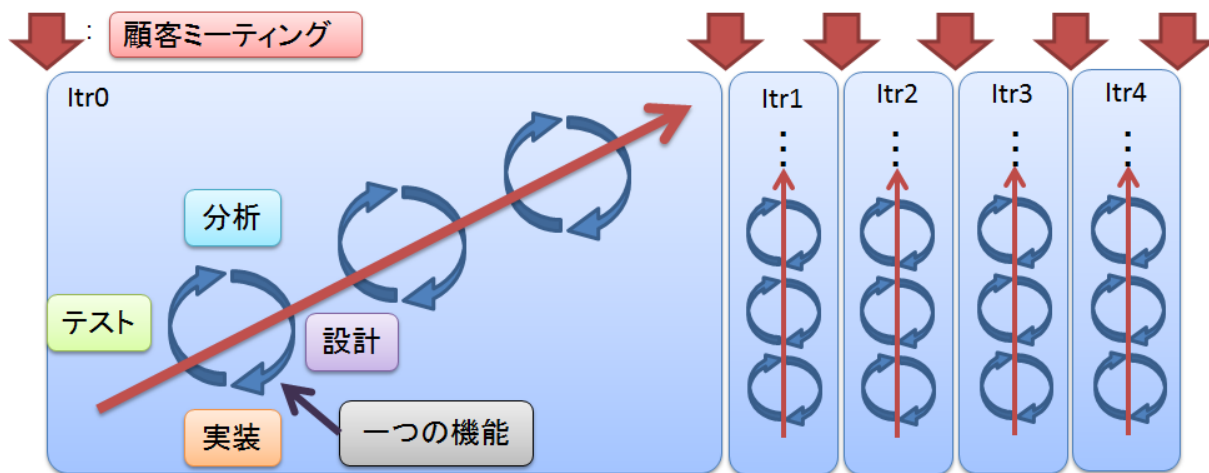 : 顧客ミーティング
Itr0
Itr1
Itr2
Itr3
Itr4
分析
テスト
設計
実装
一つの機能